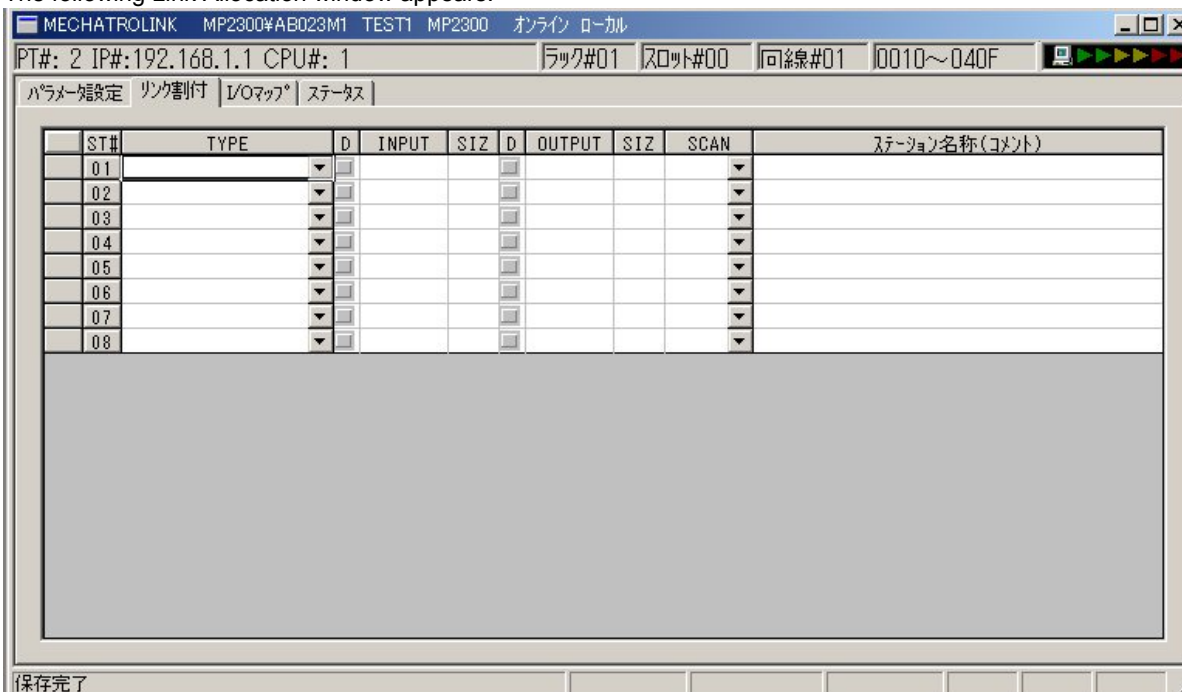 The following Link Allocation window appears.
MECHATROLINK MP2300¥AB023M1 TEST1 MP2300 オンライン ローカル
PT#: 2 IP#:192.168.1.1 CPU#: 1 ラック#01 スロット#00 回線#01 0010～040F
パラメータ設定 リンク割付 I/Oマップ ステータス
ST# TYPE D INPUT SIZ D OUTPUT SIZ SCAN ステーション名称(コメント)
01
02
03
04
05
06
07
08
保存完了